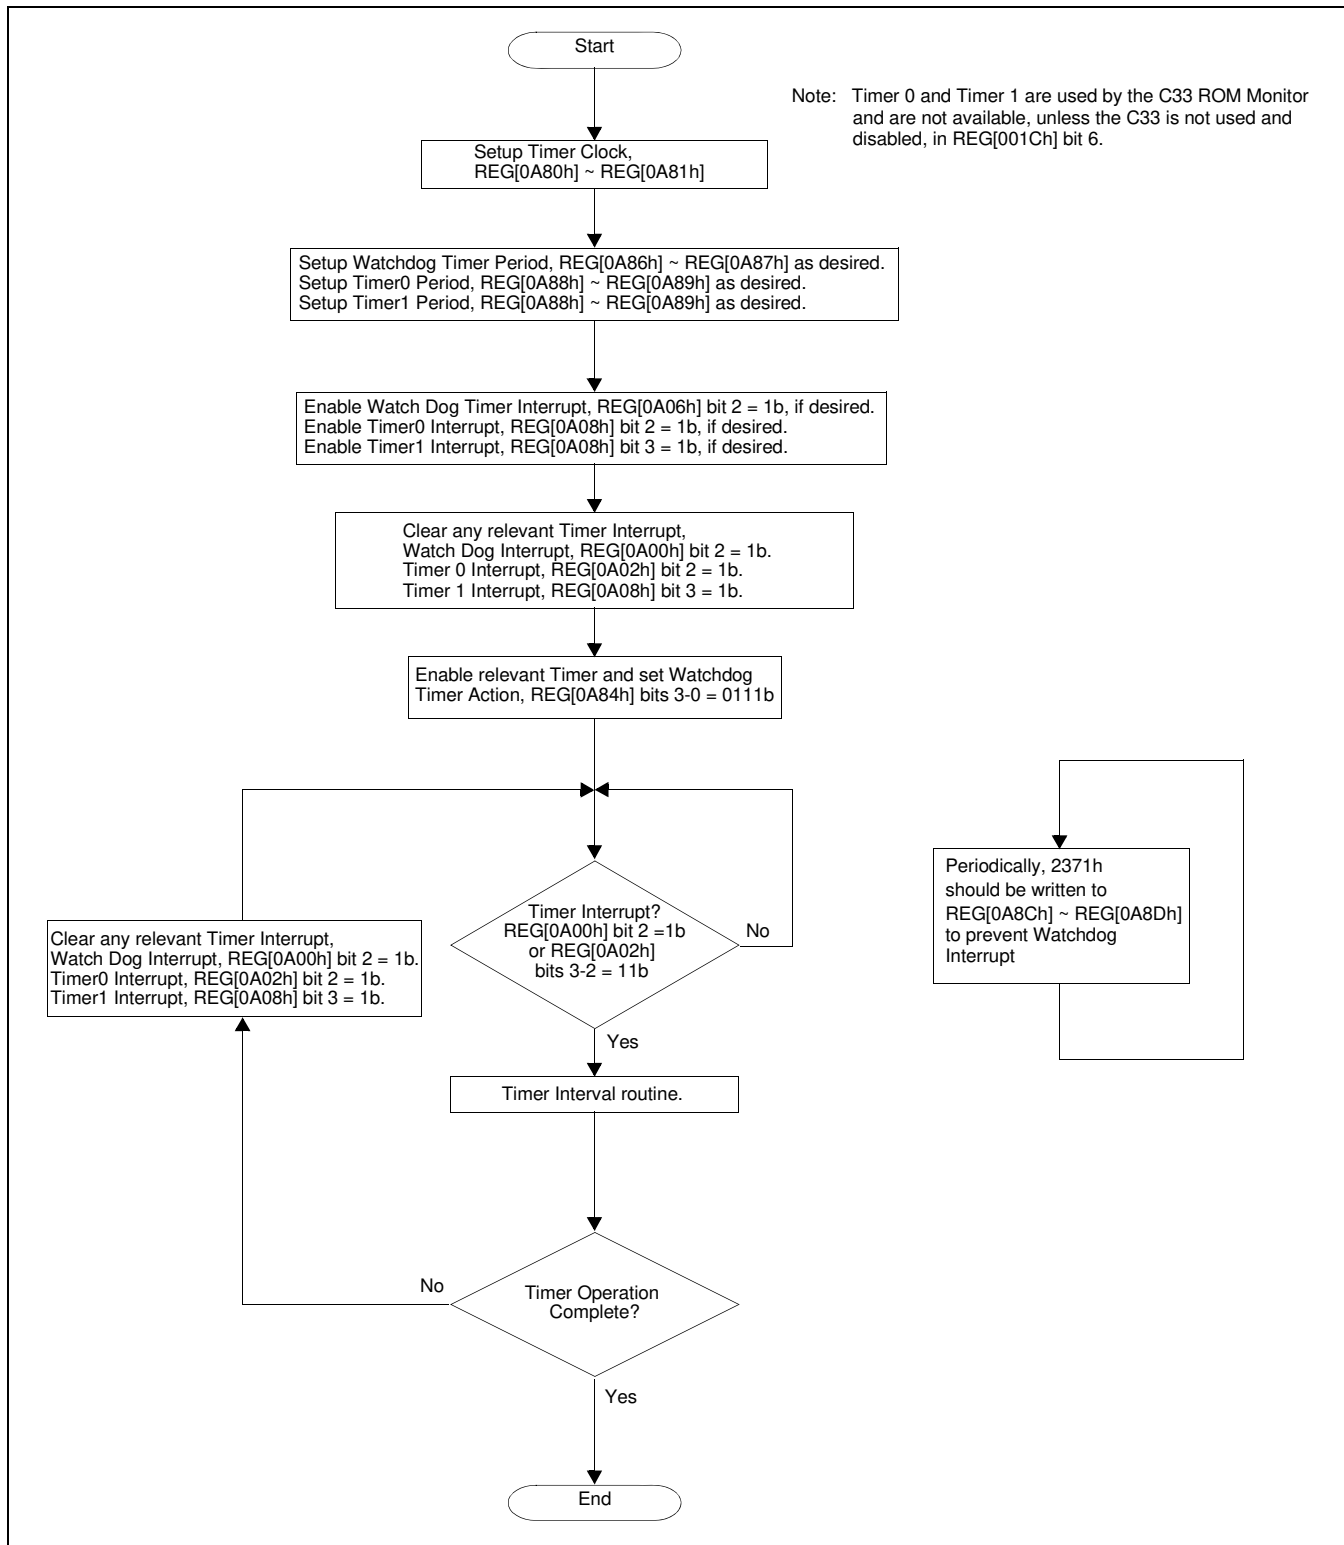 Start
Note: Timer 0 and Timer 1 are used by the C33 ROM Monitor
and are not available, unless the C33 is not used and
disabled, in REG[001Ch] bit 6.
Setup Timer Clock,
REG[0A80h] ~ REG[0A81h]
Setup Watchdog Timer Period, REG[0A86h] ~ REG[0A87h] as desired.
Setup Timer0 Period, REG[0A88h] ~ REG[0A89h] as desired.
Setup Timer1 Period, REG[0A88h] ~ REG[0A89h] as desired.
Enable Watch Dog Timer Interrupt, REG[0A06h] bit 2 = 1b, if desired.
Enable Timer0 Interrupt, REG[0A08h] bit 2 = 1b, if desired.
Enable Timer1 Interrupt, REG[0A08h] bit 3 = 1b, if desired.
Clear any relevant Timer Interrupt,
Watch Dog Interrupt, REG[0A00h] bit 2 = 1b.
Timer 0 Interrupt, REG[0A02h] bit 2 = 1b.
Timer 1 Interrupt, REG[0A08h] bit 3 = 1b.
Enable relevant Timer and set Watchdog
Timer Action, REG[0A84h] bits 3-0 = 0111b
Timer Interrupt?
REG[0A00h] bit 2 =1b
or REG[0A02h]
bits 3-2 = 11b
No
Yes
Clear any relevant Timer Interrupt,
Watch Dog Interrupt, REG[0A00h] bit 2 = 1b.
Timer0 Interrupt, REG[0A02h] bit 2 = 1b.
Timer1 Interrupt, REG[0A08h] bit 3 = 1b.
Periodically, 2371h
should be written to
REG[0A8Ch] ~ REG[0A8Dh]
to prevent Watchdog
Interrupt
Timer Interval routine.
No
Timer Operation
Complete?
Yes
End